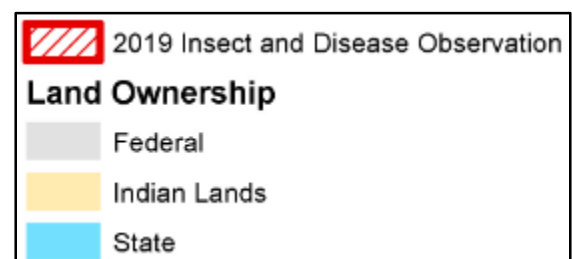 2019 Insect and Disease Observation
Land Ownership
Federal
Indian Lands
State